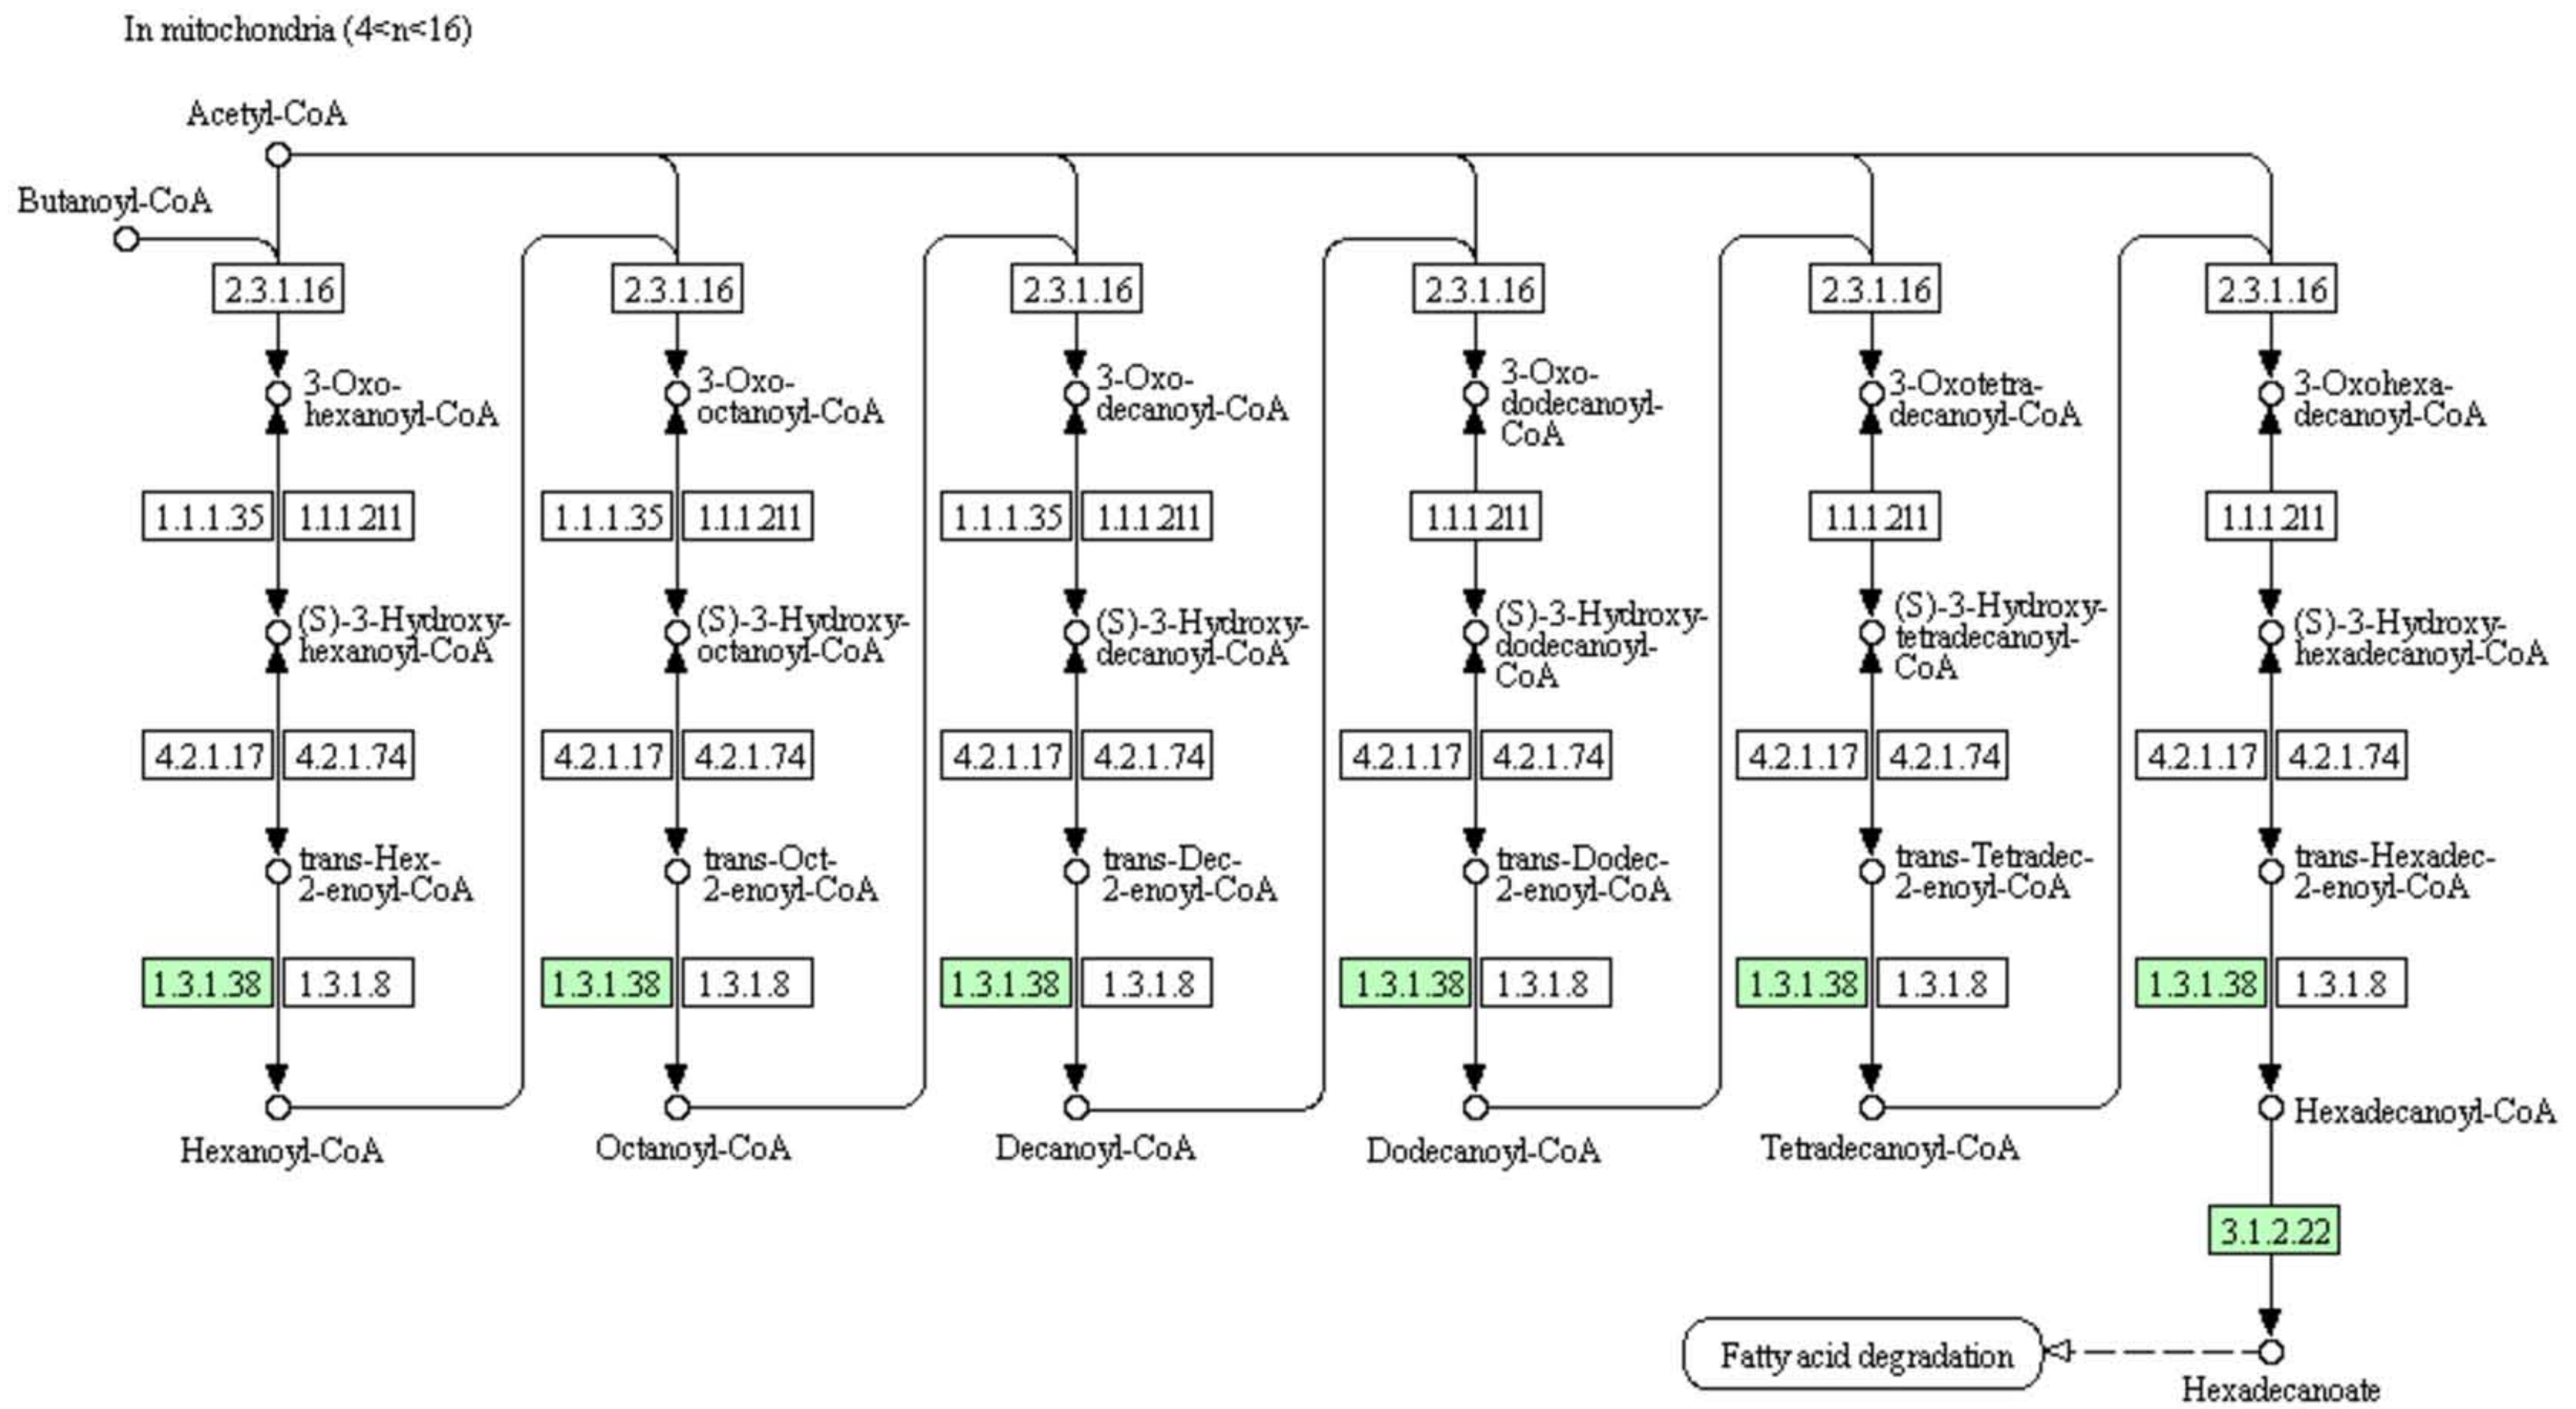 In mitochondria (4<n<16)
Acetyl-CoA
Butanoyl-CoA
2.3.1.16
2.3.1.16
2.3.1.16
2.3.1.16
2.3.1.16
2.3.1.16
3-Oxo-
hexanoyl-CoA
3-Oxo-
octanoyl-CoA
3-Oxo-
decanoyl-CoA
3-Oxo-
dodecanoyl-
CoA
3-Oxotetra-
decanoyl-CoA
3-Oxohexa-
decanoyl-CoA
1.1.1.35
1.1.1.211
1.1.1.35
1.1.1.211
1.1.1.35
1.1.1.211
1.1.1.211
1.1.1.211
1.1.1.211
(S)-3-Hydroxy-
hexanoyl-CoA
(S)-3-Hydroxy-
octanoyl-CoA
(S)-3-Hydroxy-
decanoyl-CoA
(S)-3-Hydroxy-
dodecanoyl-
CoA
(S)-3-Hydroxy-
tetradecanoyl-
CoA
(S)-3-Hydroxy-
hexadecanoyl-CoA
4.2.1.17
4.2.1.74
4.2.1.17
4.2.1.74
4.2.1.17
4.2.1.74
4.2.1.17
4.2.1.74
4.2.1.17
4.2.1.74
4.2.1.17
4.2.1.74
trans-Hex-
2-enoyl-CoA
trans-Oct-
2-enoyl-CoA
trans-Dec-
2-enoyl-CoA
trans-Dodec-
2-enoyl-CoA
trans-Tetradec-
2-enoyl-CoA
trans-Hexadec-
2-enoyl-CoA
1.3.1.38
1.3.1.8
1.3.1.38
1.3.1.8
1.3.1.38
1.3.1.8
1.3.1.38
1.3.1.8
1.3.1.38
1.3.1.8
1.3.1.38
1.3.1.8
Hexanoyl-CoA
Octanoyl-CoA
Decanoyl-CoA
Dodecanoyl-CoA
Tetradecanoyl-CoA
Hexadecanoyl-CoA
3.1.2.22
Fatty acid degradation
Hexadecanoate